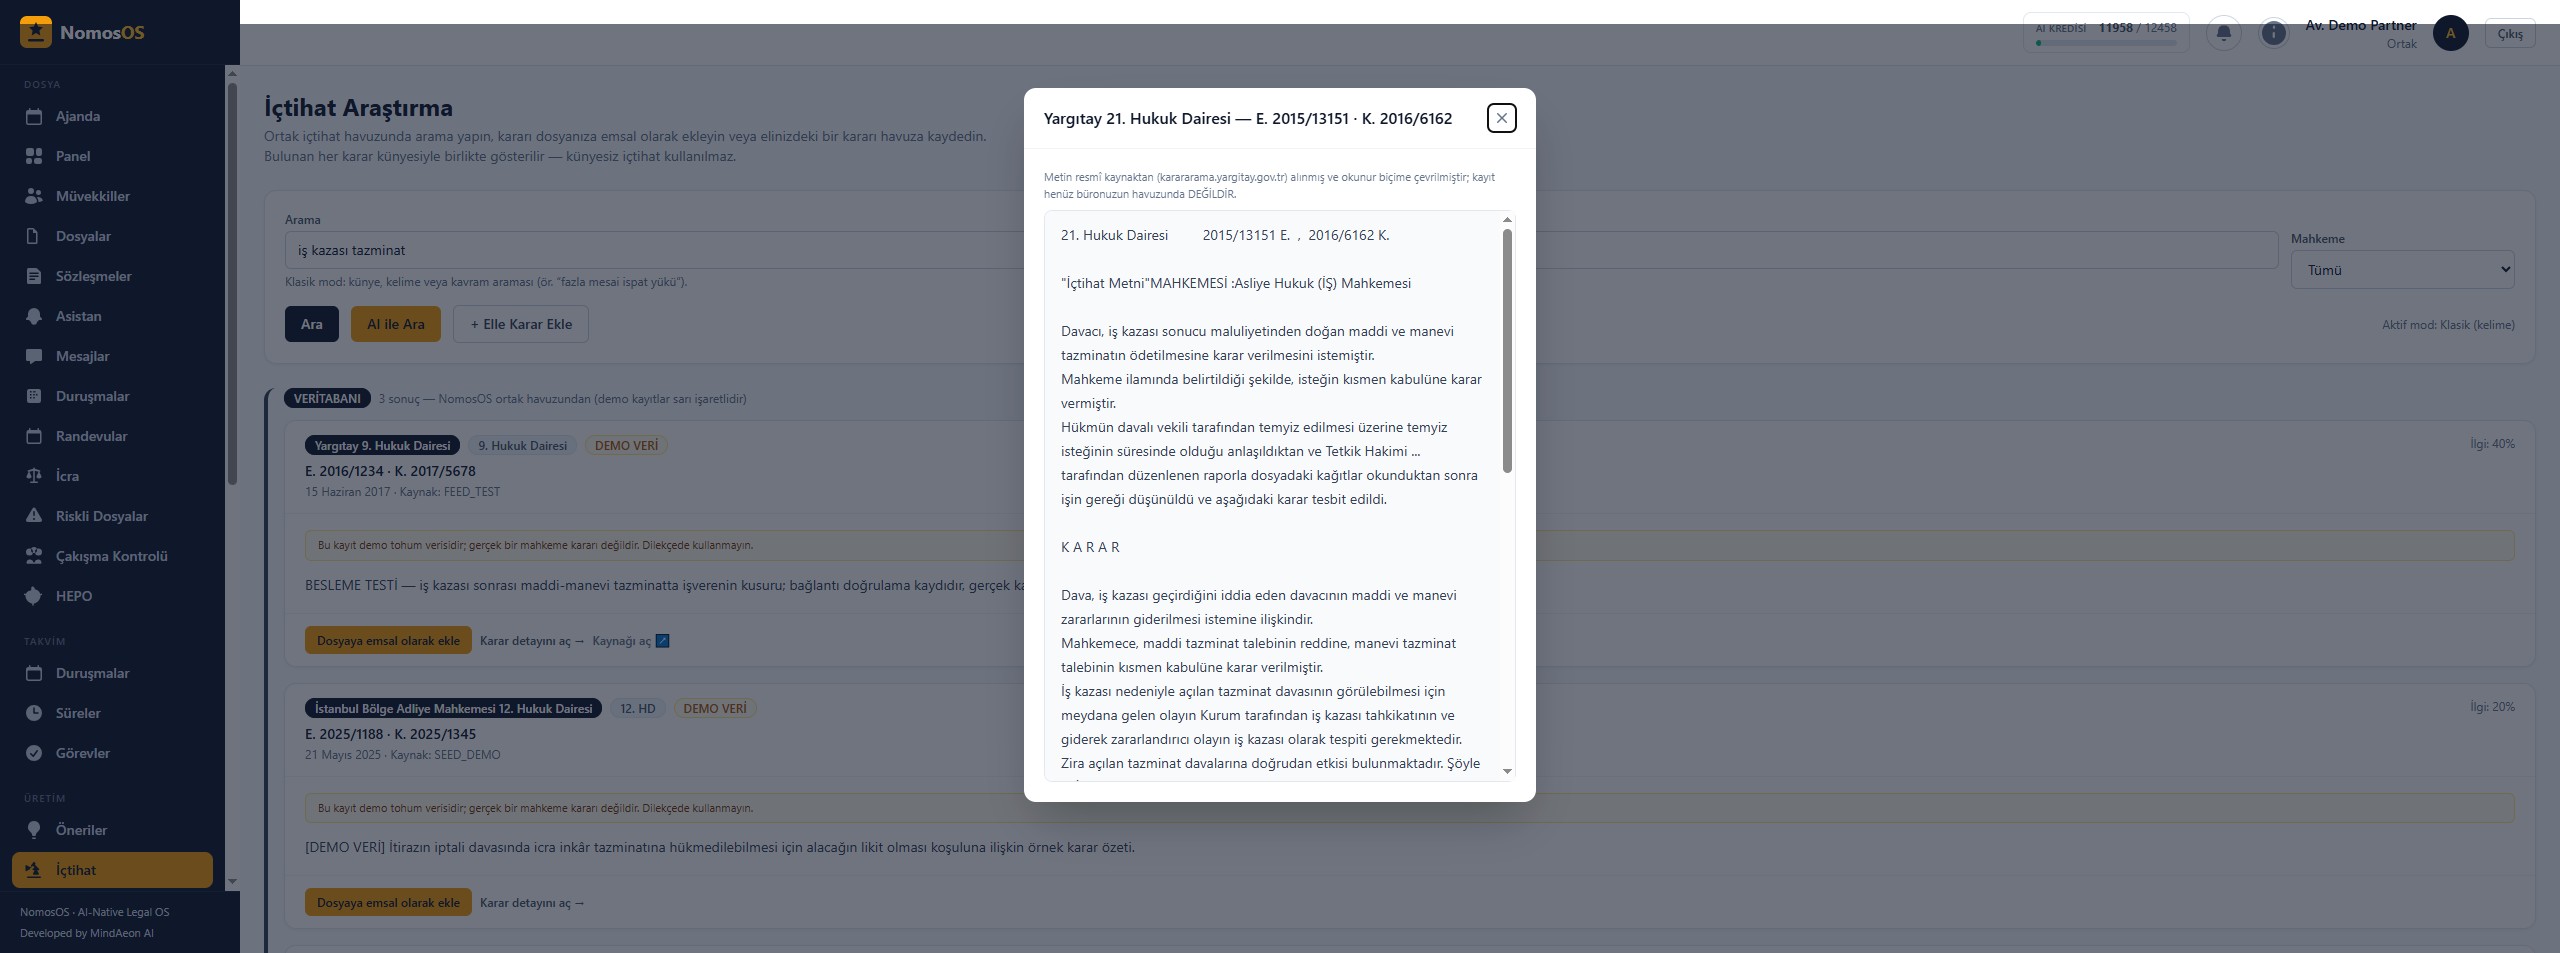 NomosOS
AI KREDİSİ 11958 / 12458
Av. Demo Partner
Ortak
A
Çıkış
DOSYA
Ajanda
Panel
Müvekkiller
Dosyalar
Sözleşmeler
Asistan
Mesajlar
Duruşmalar
Randevular
İcra
Riskli Dosyalar
Çakışma Kontrolü
HEPO
TAKVİM
Duruşmalar
Süreler
Görevler
ÜRETİM
Öneriler
İçtihat
NomosOS · AI-Native Legal OS
Developed by MindAeon AI
İçtihat Araştırma
Ortak içtihat havuzunda arama yapın, kararı dosyanıza emsal olarak ekleyin veya elinizdeki bir kararı havuza kaydedin.
Bulunan her karar künyesiyle birlikte gösterilir — künyesiz içtihat kullanılmaz.
Arama
iş kazası tazminat
Klasik mod: künye, kelime veya kavram araması (ör. "fazla mesai ispat yükü").
Mahkeme
Tümü
Ara
AI ile Ara
+ Elle Karar Ekle
Aktif mod: Klasik (kelime)
VERİTABANI 3 sonuç — NomosOS ortak havuzundan (demo kayıtlar sarı işaretlidir)
Yargıtay 9. Hukuk Dairesi 9. Hukuk Dairesi DEMO VERİ
İlgi: 40%
E. 2016/1234 · K. 2017/5678
15 Haziran 2017 · Kaynak: FEED_TEST
Bu kayıt demo tohum verisidir; gerçek bir mahkeme kararı değildir. Dilekçede kullanmayın.
BESLEME TESTİ — iş kazası sonrası maddi-manevi tazminatta işverenin kusuru; bağlantı doğrulama kaydıdır, gerçek ka
Dosyaya emsal olarak ekle Karar detayını aç → Kaynağı aç
İstanbul Bölge Adliye Mahkemesi 12. Hukuk Dairesi 12. HD DEMO VERİ
İlgi: 20%
E. 2025/1188 · K. 2025/1345
21 Mayıs 2025 · Kaynak: SEED_DEMO
Bu kayıt demo tohum verisidir; gerçek bir mahkeme kararı değildir. Dilekçede kullanmayın.
[DEMO VERİ] İtirazın iptali davasında icra inkâr tazminatına hükmedilebilmesi için alacağın likit olması koşuluna ilişkin örnek karar özeti.
Dosyaya emsal olarak ekle Karar detayını aç →
Yargıtay 21. Hukuk Dairesi — E. 2015/13151 · K. 2016/6162
Metin resmî kaynaktan (karararama.yargitay.gov.tr) alınmış ve okunur biçime çevrilmiştir; kayıt
henüz büronuzun havuzunda DEĞİLDİR.
21. Hukuk Dairesi 2015/13151 E. , 2016/6162 K.
"İçtihat Metni"MAHKEMESİ :Asliye Hukuk (İŞ) Mahkemesi
Davacı, iş kazası sonucu maluliyetinden doğan maddi ve manevi
tazminatın ödetilmesine karar verilmesini istemiştir.
Mahkeme ilamında belirtildiği şekilde, isteğin kısmen kabulüne karar
vermiştir.
Hükmün davalı vekili tarafından temyiz edilmesi üzerine temyiz
isteğinin süresinde olduğu anlaşıldıktan ve Tetkik Hakimi ...
tarafından düzenlenen raporla dosyadaki kağıtlar okunduktan sonra
işin gereği düşünüldü ve aşağıdaki karar tesbit edildi.
K A R A R
Dava, iş kazası geçirdiğini iddia eden davacının maddi ve manevi
zararlarının giderilmesi istemine ilişkindir.
Mahkemece, maddi tazminat talebinin reddine, manevi tazminat
talebinin kısmen kabulüne karar verilmiştir.
İş kazası nedeniyle açılan tazminat davasının görülebilmesi için
meydana gelen olayın Kurum tarafından iş kazası tahkikatının ve
giderek zararlandırıcı olayın iş kazası olarak tespiti gerekmektedir.
Zira açılan tazminat davalarına doğrudan etkisi bulunmaktadır. Şöyle